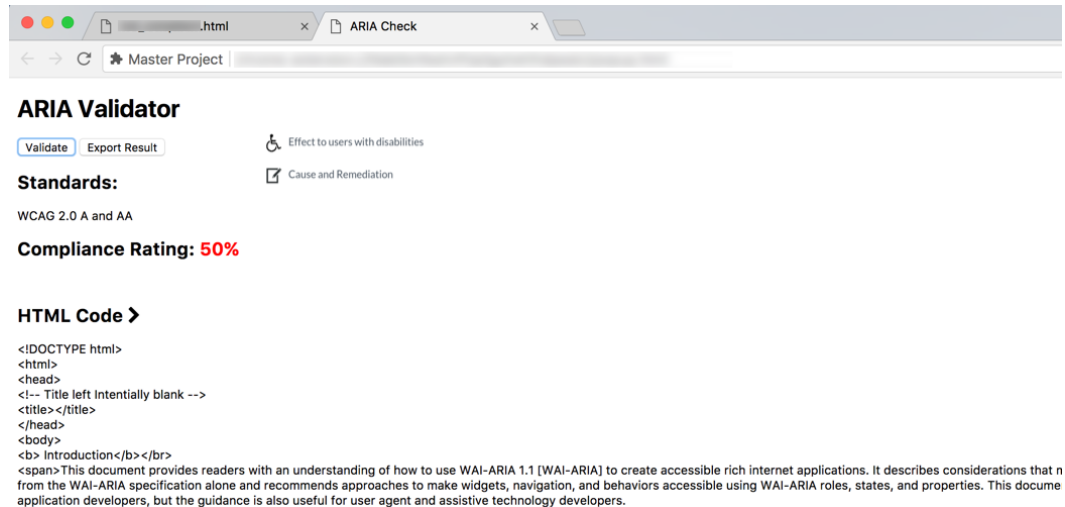 .html
ARIA Check
Master Project
ARIA Validator
Validate Export Result
Effect to users with disabilities
Cause and Remediation
Standards:
WCAG 2.0 A and AA
Compliance Rating: 50%
HTML Code
<!DOCTYPE html>
<html>
<head>
<!-- Title left Intentially blank -->
<title></title>
</head>
<body>
<b> Introduction</b></br>
<span>This document provides readers with an understanding of how to use WAI-ARIA 1.1 [WAI-ARIA] to create accessible rich internet applications. It describes considerations that
from the WAI-ARIA specification alone and recommends approaches to make widgets, navigation, and behaviors accessible using WAI-ARIA roles, states, and properties. This docume
application developers, but the guidance is also useful for user agent and assistive technology developers.